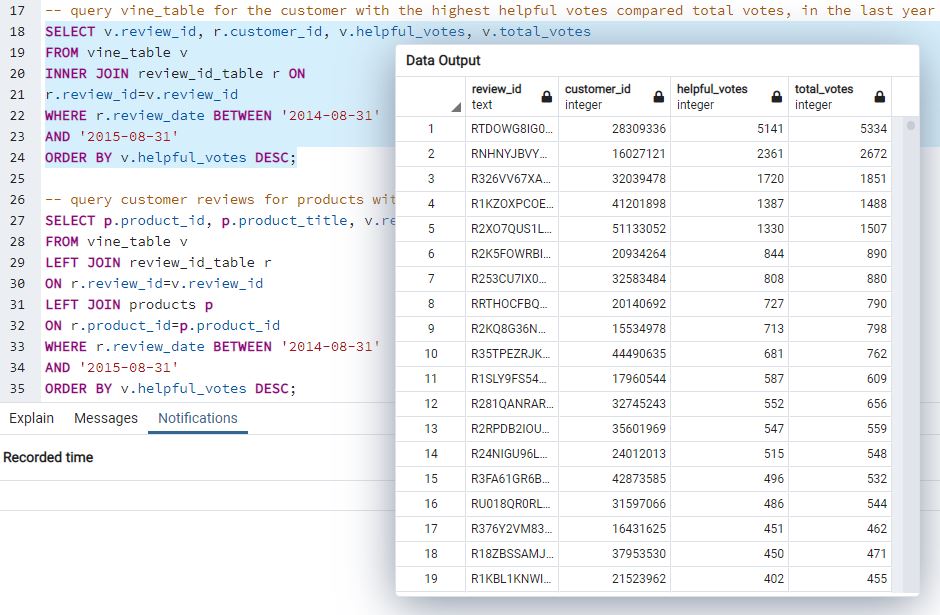 17 -- query vine_table for the customer with the highest helpful votes compared total votes, in the last year
18 SELECT v.review_id, r.customer_id, v.helpful_votes, v.total_votes
19 FROM vine_table v
20 INNER JOIN review_id_table r ON
21 r.review_id=v.review_id
22 WHERE r.review_date BETWEEN '2014-08-31'
23 AND '2015-08-31'
24 ORDER BY v.helpful_votes DESC;
25
26 -- query customer reviews for products wit
27 SELECT p.product_id, p.product_title, v.re
28 FROM vine_table v
29 LEFT JOIN review_id_table r
30 ON r.review_id=v.review_id
31 LEFT JOIN products p
32 ON r.product_id=p.product_id
33 WHERE r.review_date BETWEEN '2014-08-31'
34 AND '2015-08-31'
35 ORDER BY v.helpful_votes DESC;
Explain Messages Notifications
Recorded time
Data Output
review_id customer_id helpful_votes total_votes
text integer integer integer
1 RTDOWG8IG0... 28309336 5141 5334
2 RNHNYJBVY... 16027121 2361 2672
3 R326VV67XA... 32039478 1720 1851
4 R1KZOXPCOE... 41201898 1387 1488
5 R2XO7QUS1L... 51133052 1330 1507
6 R2K5FOWRBI... 20934264 844 890
7 R253CU7IX0... 32583484 808 880
8 RRTHOCFBQ... 20140692 727 790
9 R2KQ8G36N... 15534978 713 798
10 R35TPEZRJK... 44490635 681 762
11 R1SLY9FS54... 17960544 587 609
12 R281QANRAR... 32745243 552 656
13 R2RPDB2IOU... 35601969 547 559
14 R24NIGU96L... 24012013 515 548
15 R3FA61GR6B... 42873585 496 532
16 RU018QR0RL... 31597066 486 544
17 R376Y2VM83... 16431625 451 462
18 R18ZBSSAMJ... 37953530 450 471
19 R1KBL1KNWI... 21523962 402 455